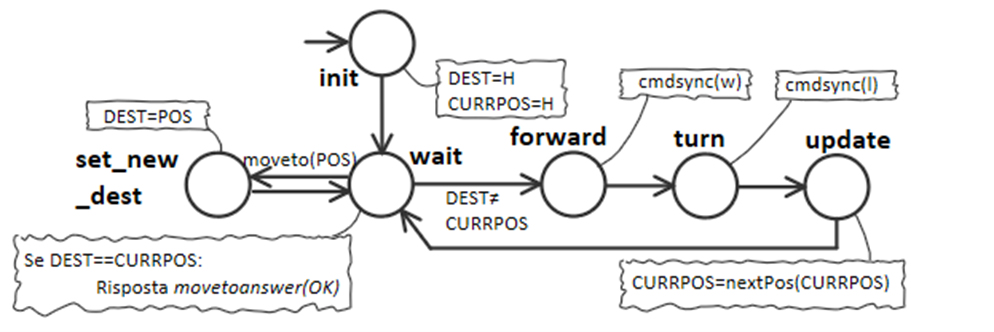 init
DEST=H
CURRPOS=H
cmdsync(w)
cmdsync(l)
DEST=POS
forward
turn
update
set_new
_dest
moveto(POS)
wait
DEST≠
CURRPOS
Se DEST==CURRPOS:
Risposta movetoanswer(OK)
CURRPOS=nextPos(CURRPOS)